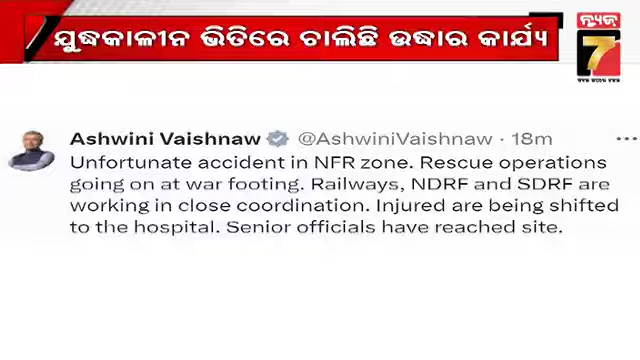 ଯୁଦ୍ଧକାଳୀନ ଭିତିରେ ଚାଲିଛି ଉଦ୍ଧାର କାର୍ଯ୍ୟ
ନ୍ୟୁଜ୍
7
Ashwini Vaishnaw @AshwiniVaishnaw · 18m
Unfortunate accident in NFR zone. Rescue operations
going on at war footing. Railways, NDRF and SDRF are
working in close coordination. Injured are being shifted
to the hospital. Senior officials have reached site.